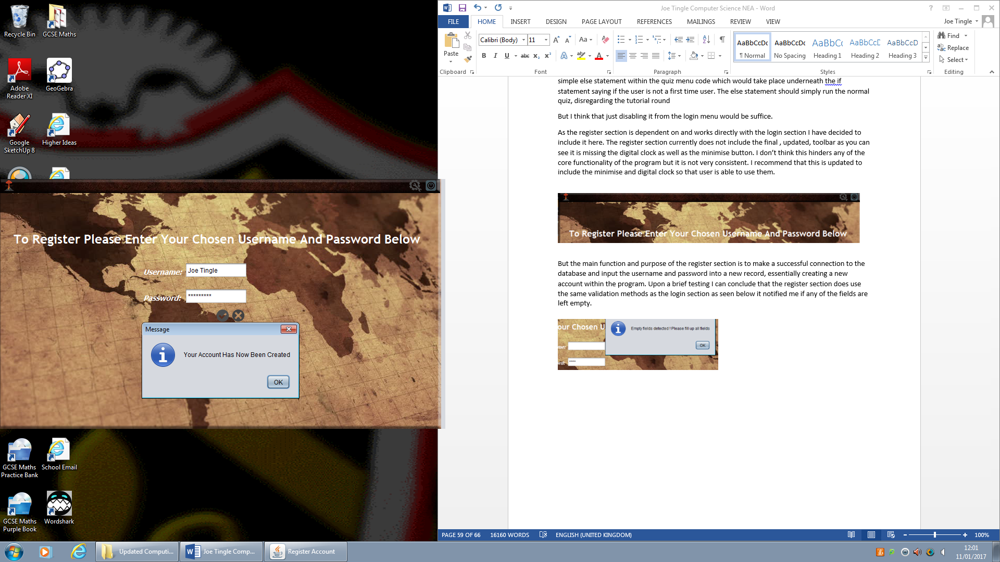 Recycle Bin
GCSE Maths
Adobe
Reader XI
GeoGebra
Google
SketchUp 8
Higher Ideas
To Register Please Enter Your Chosen Username And Password Below
Username:
Joe Tingle
Password:
*********
Message
Your Account Has Now Been Created
OK
GCSE Maths
Practice Bank
School Email
GCSE Maths
Purple Book
Wordshark
Joe Tingle Computer Science NEA - Word
FILE HOME INSERT DESIGN PAGE LAYOUT REFERENCES MAILINGS REVIEW VIEW
Joe Tingle
Paste
Calibri (Body) 11
Aa
B I U abc x₂ x² A A
AaBbCcDc AaBbCcDc AaBbCc AaBbCcD AaBbCcD
¶ Normal No Spacing Heading 1 Heading 2 Heading 3
Find
Replace
Select
Clipboard Font Paragraph Styles Editing
simple else statement within the quiz menu code which would take place underneath the if
statement saying if the user is not a first time user. The else statement should simply run the normal
quiz, disregarding the tutorial round
But I think that just disabling it from the login menu would be suffice.
As the register section is dependent on and works directly with the login section I have decided to
include it here. The register section currently does not include the final , updated, toolbar as you can
see it is missing the digital clock as well as the minimise button. I don’t think this hinders any of the
core functionality of the program but it is not very consistent. I recommend that this is updated to
include the minimise and digital clock so that user is able to use them.
To Register Please Enter Your Chosen Username And Password Below
But the main function and purpose of the register section is to make a successful connection to the
database and input the username and password into a new record, essentially creating a new
account within the program. Upon a brief testing I can conclude that the register section does use
the same validation methods as the login section as seen below it notified me if any of the fields are
left empty.
our Chosen U
Empty fields detected ! Please fill up all fields
OK
me:
ord:
****
PAGE 59 OF 66 16160 WORDS ENGLISH (UNITED KINGDOM)
100%
Updated Computi...
Joe Tingle Comp...
Register Account
12:01
11/01/2017